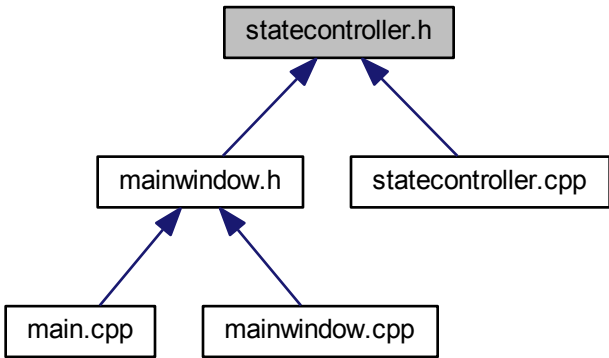 statecontroller.h
mainwindow.h
statecontroller.cpp
main.cpp
mainwindow.cpp